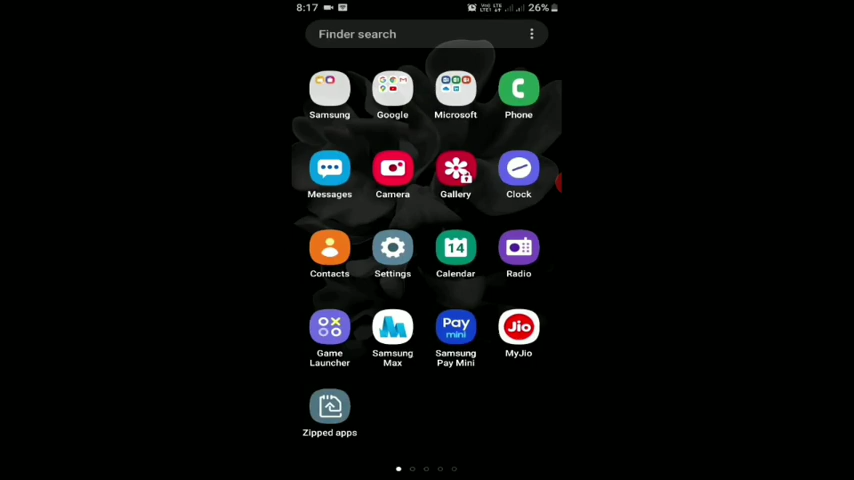 8:17
26%
Finder search
Samsung
Google
Microsoft
Phone
Messages
Camera
Gallery
Clock
14
Contacts
Settings
Calendar
Radio
Pay
mini
Jio
Game
Launcher
Samsung
Max
Samsung
Pay Mini
MyJio
Zipped apps